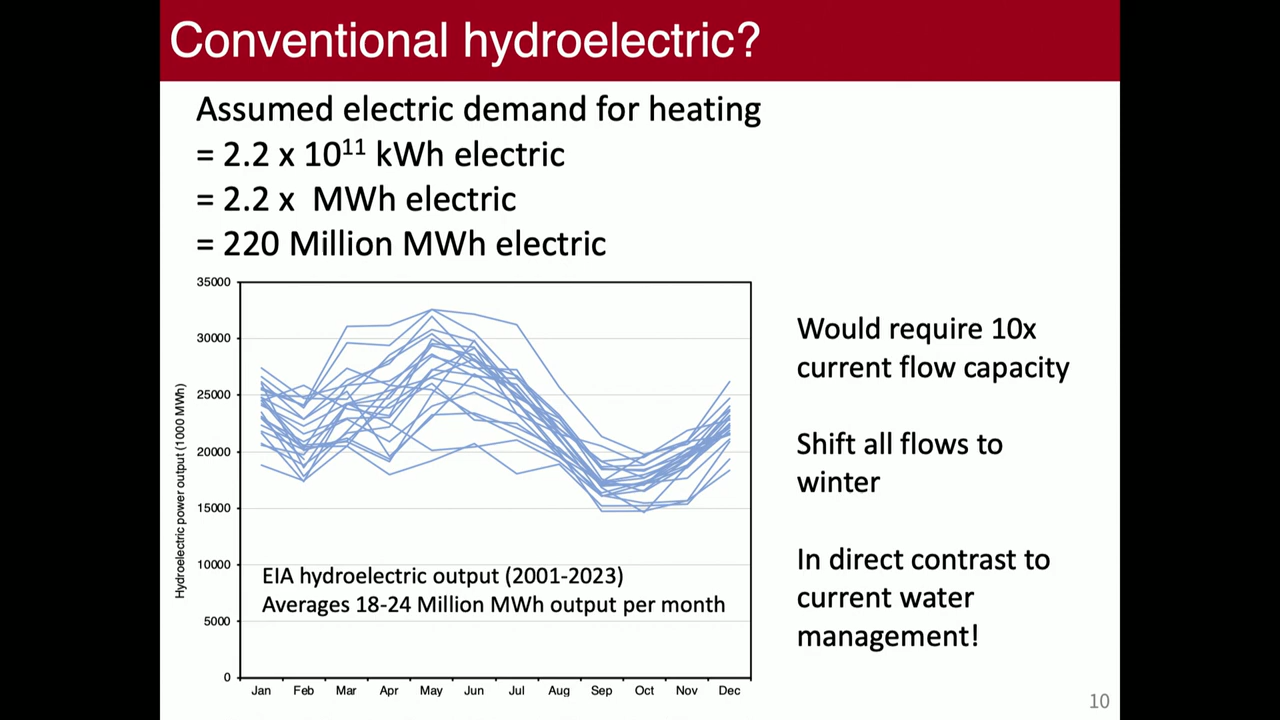 Conventional hydroelectric?
Assumed electric demand for heating
= 2.2 x 10¹¹ kWh electric
= 2.2 x  MWh electric
= 220 Million MWh electric
Hydroelectric power output (1000 MWh)
35000
30000
25000
20000
15000
10000
5000
0
EIA hydroelectric output (2001-2023)
Averages 18-24 Million MWh output per month
Jan Feb Mar Apr May Jun Jul Aug Sep Oct Nov Dec
Would require 10x
current flow capacity
Shift all flows to
winter
In direct contrast to
current water
management!
10